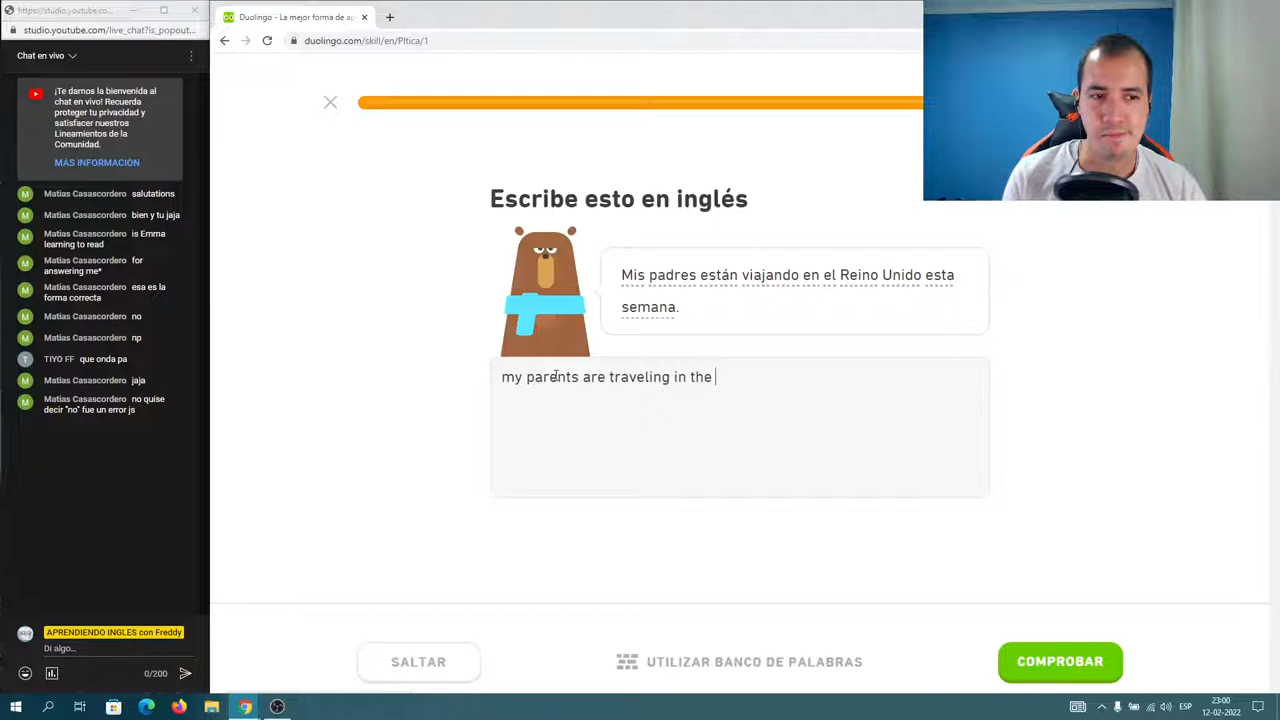 https://studio.youtube.co...
studio.youtube.com/live_chat?is_popout...
Chat en vivo
¡Te damos la bienvenida al
chat en vivo! Recuerda
proteger tu privacidad y
satisfacer nuestros
Lineamientos de la
Comunidad.
MÁS INFORMACIÓN
Matias Casascordero salutations
Matias Casascordero bien y tu jaja
Matias Casascordero is Emma
learning to read
Matias Casascordero for
answering me*
Matias Casascordero esa es la
forma correcta
Matias Casascordero no
Matias Casascordero np
TIYO FF que onda pa
Matias Casascordero jaja
Matias Casascordero no quise
decir "no" fue un error js
APRENDIENDO INGLES con Freddy
Di algo...
0/200
Duolingo - La mejor forma de ap
duolingo.com/skill/en/Pltica/1
Escribe esto en inglés
Mis padres están viajando en el Reino Unido esta
semana.
my parents are traveling in the
SALTAR
UTILIZAR BANCO DE PALABRAS
COMPROBAR
ESP
23:00
12-02-2022